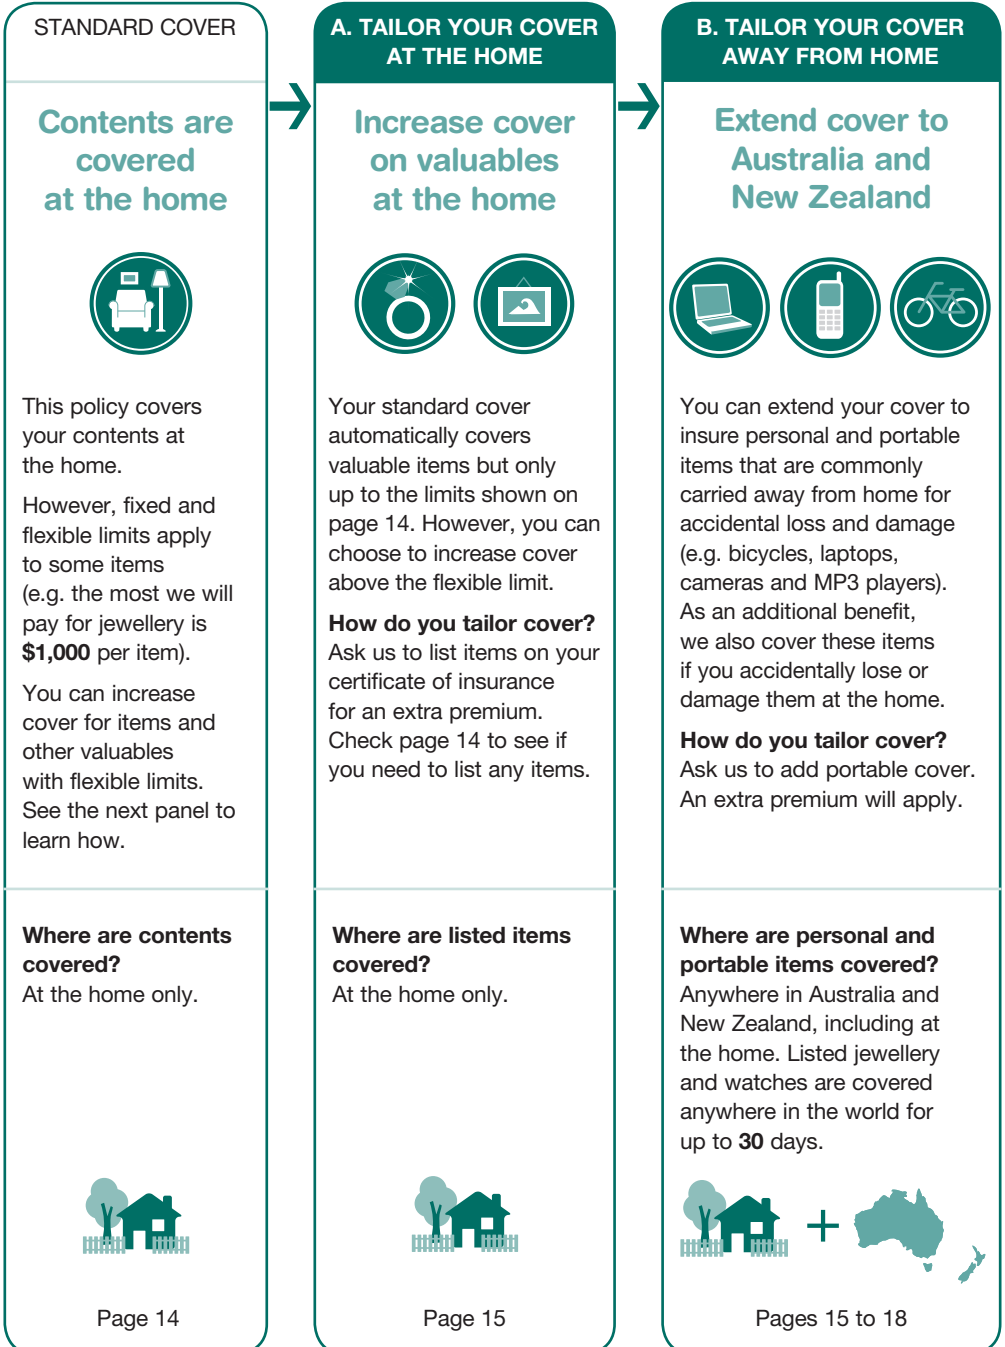 STANDARD COVER
Contents are
covered
at the home
This policy covers
your contents at
the home.
However, fixed and
flexible limits apply
to some items
(e.g. the most we will
pay for jewellery is
$1,000 per item).
You can increase
cover for items and
other valuables
with flexible limits.
See the next panel to
learn how.
Where are contents
covered?
At the home only.
Page 14
A. TAILOR YOUR COVER
AT THE HOME
Increase cover
on valuables
at the home
Your standard cover
automatically covers
valuable items but only
up to the limits shown on
page 14. However, you can
choose to increase cover
above the flexible limit.
How do you tailor cover?
Ask us to list items on your
certificate of insurance
for an extra premium.
Check page 14 to see if
you need to list any items.
Where are listed items
covered?
At the home only.
Page 15
B. TAILOR YOUR COVER
AWAY FROM HOME
Extend cover to
Australia and
New Zealand
You can extend your cover to
insure personal and portable
items that are commonly
carried away from home for
accidental loss and damage
(e.g. bicycles, laptops,
cameras and MP3 players).
As an additional benefit,
we also cover these items
if you accidentally lose or
damage them at the home.
How do you tailor cover?
Ask us to add portable cover.
An extra premium will apply.
Where are personal and
portable items covered?
Anywhere in Australia and
New Zealand, including at
the home. Listed jewellery
and watches are covered
anywhere in the world for
up to 30 days.
Pages 15 to 18